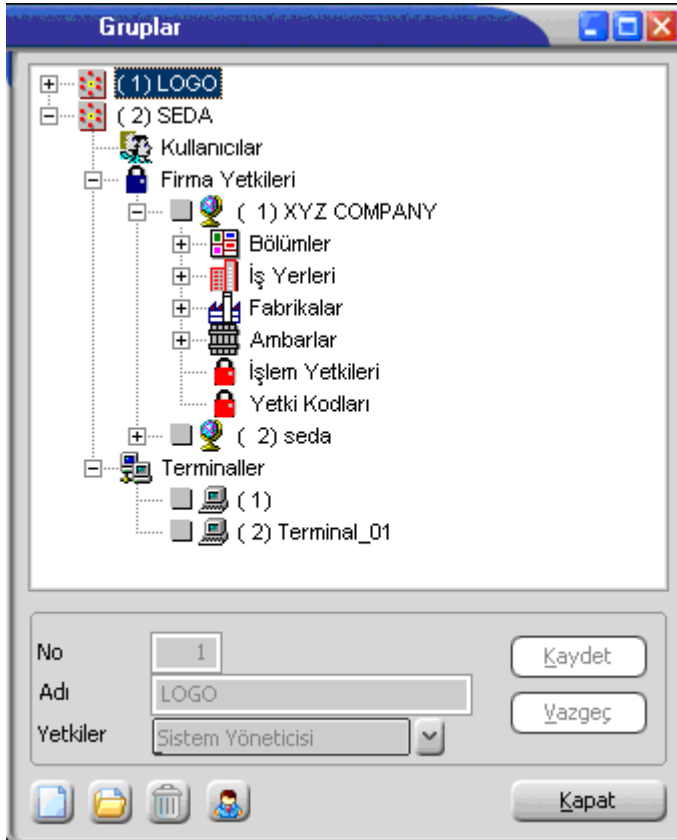 Gruplar
( 1) LOGO
( 2) SEDA
Kullanıcılar
Firma Yetkileri
( 1) XYZ COMPANY
Bölümler
İş Yerleri
Fabrikalar
Ambarlar
İşlem Yetkileri
Yetki Kodları
( 2) seda
Terminaller
( 1)
( 2) Terminal_01
No 1 Kaydet
Adı LOGO
Vazgeç
Yetkiler Sistem Yöneticisi
Kapat